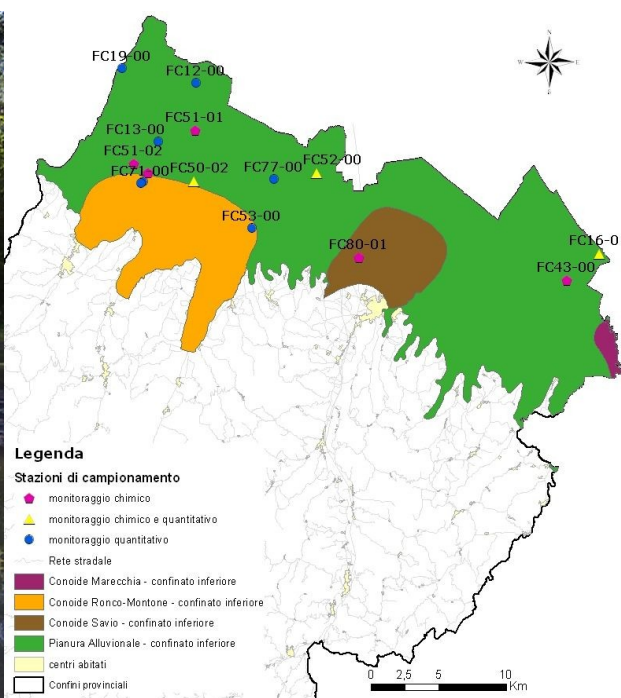 N
W E
S
FC19-00
FC12-00
FC51-01
FC13-00
FC51-02
FC71-00
FC50-02
FC77-00
FC52-00
FC53-00
FC80-01
FC16-0
FC43-00
Legenda
Stazioni di campionamento
monitoraggio chimico
monitoraggio chimico e quantitativo
monitoraggio quantitativo
Rete stradale
Conoide Marecchia - confinato inferiore
Conoide Ronco-Montone - confinato inferiore
Conoide Savio - confinato inferiore
Pianura Alluvionale - confinato inferiore
centri abitati
Confini provinciali
0 2,5 5 10
Km